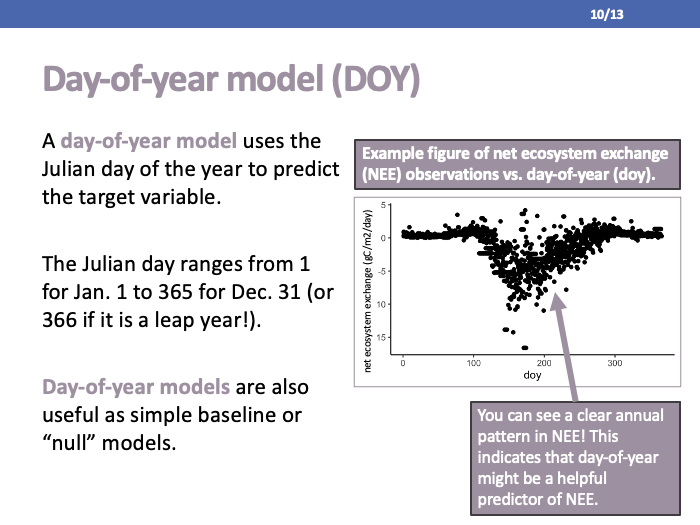 10/13
Day-of-year model (DOY)
A day-of-year model uses the
Julian day of the year to predict
the target variable.
The Julian day ranges from 1
for Jan. 1 to 365 for Dec. 31 (or
366 if it is a leap year!).
Day-of-year models are also
useful as simple baseline or
“null” models.
Example figure of net ecosystem exchange
(NEE) observations vs. day-of-year (doy).
net ecosystem exchange (gC/m2/day)
5
0
-5
10
15
0 100 200 300
doy
You can see a clear annual
pattern in NEE! This
indicates that day-of-year
might be a helpful
predictor of NEE.